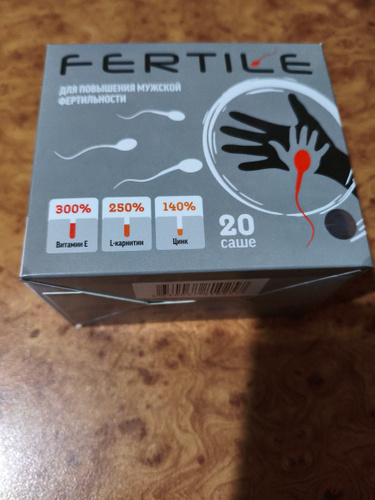 FERTILE
ДЛЯ ПОВЫШЕНИЯ МУЖСКОЙ
ФЕРТИЛЬНОСТИ
300% 250% 140%
Витамин Е L-карнитин Цинк
20
саше